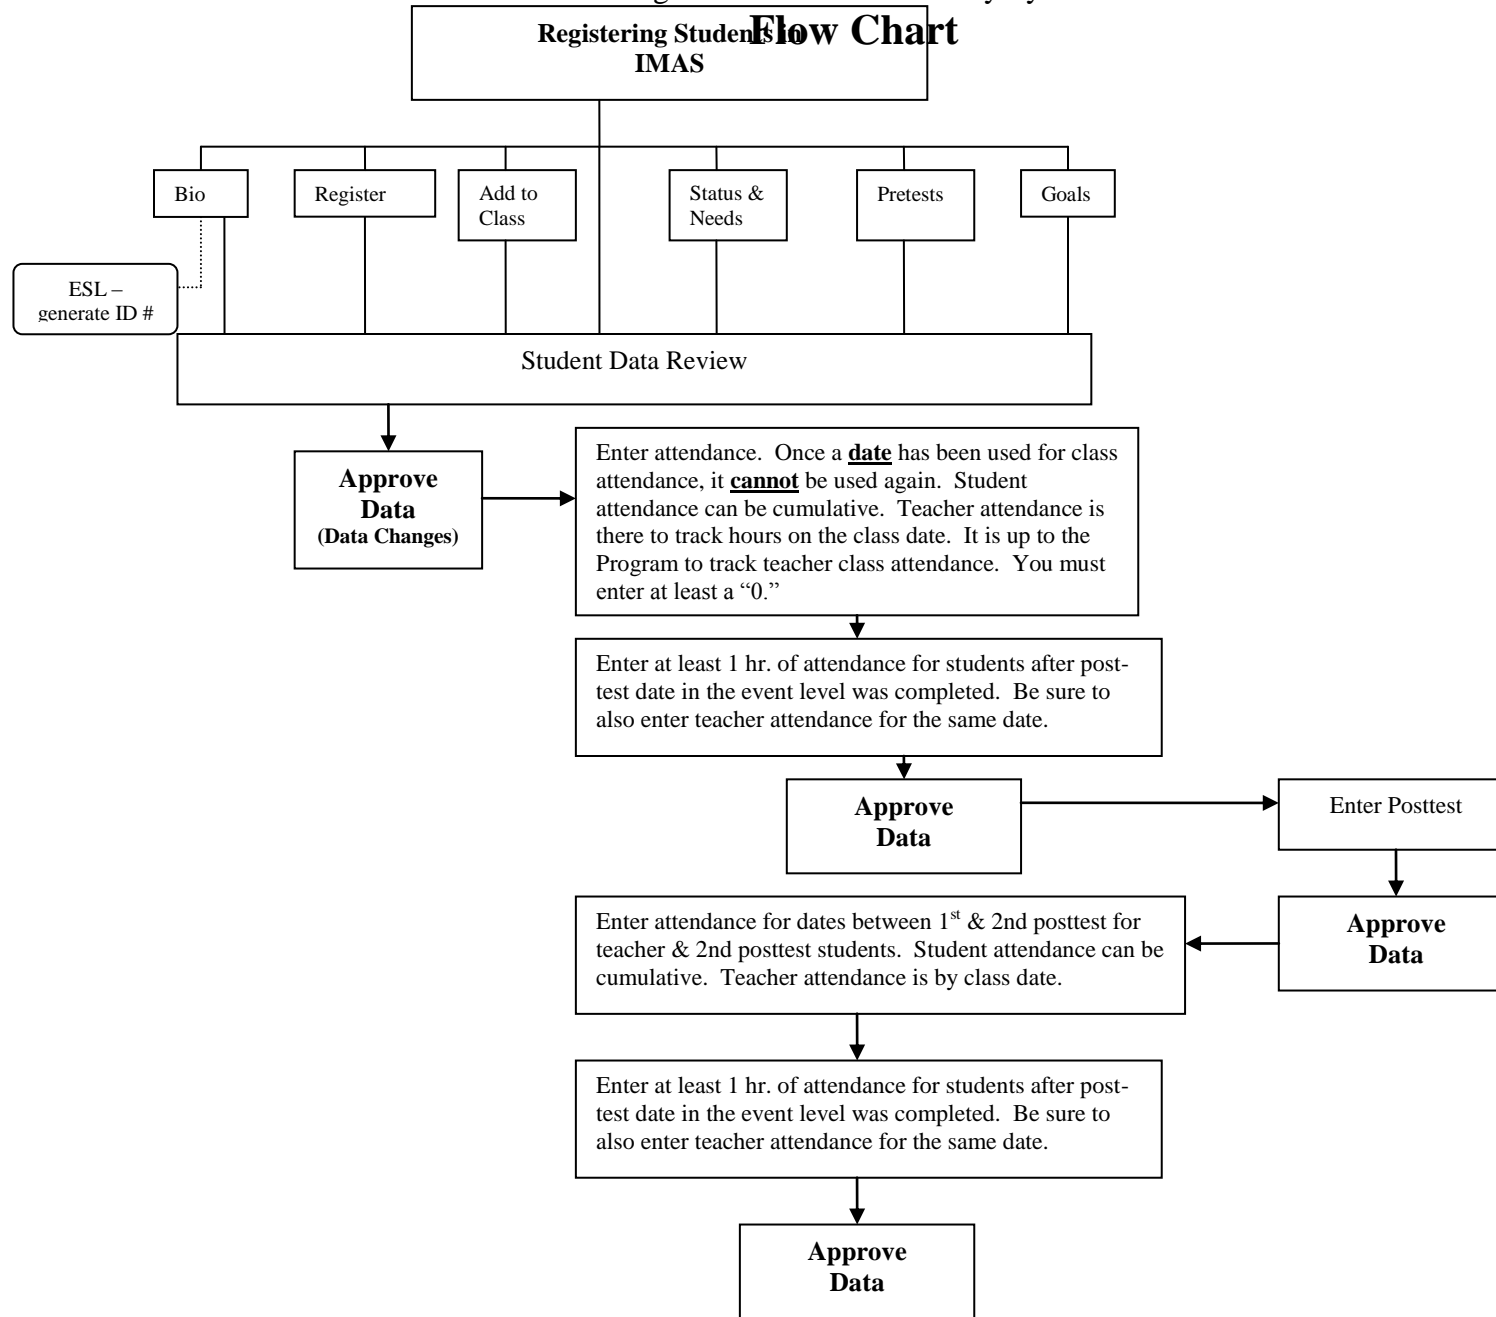 Flow Chart
Registering Students in
IMAS
Bio
Register
Add to
Class
Status &
Needs
Pretests
Goals
ESL –
generate ID #
Student Data Review
Approve
Data
(Data Changes)
Enter attendance. Once a date has been used for class
attendance, it cannot be used again. Student
attendance can be cumulative. Teacher attendance is
there to track hours on the class date. It is up to the
Program to track teacher class attendance. You must
enter at least a “0.”
Enter at least 1 hr. of attendance for students after post-
test date in the event level was completed. Be sure to
also enter teacher attendance for the same date.
Approve
Data
Enter Posttest
Approve
Data
Enter attendance for dates between 1st & 2nd posttest for
teacher & 2nd posttest students. Student attendance can be
cumulative. Teacher attendance is by class date.
Enter at least 1 hr. of attendance for students after post-
test date in the event level was completed. Be sure to
also enter teacher attendance for the same date.
Approve
Data